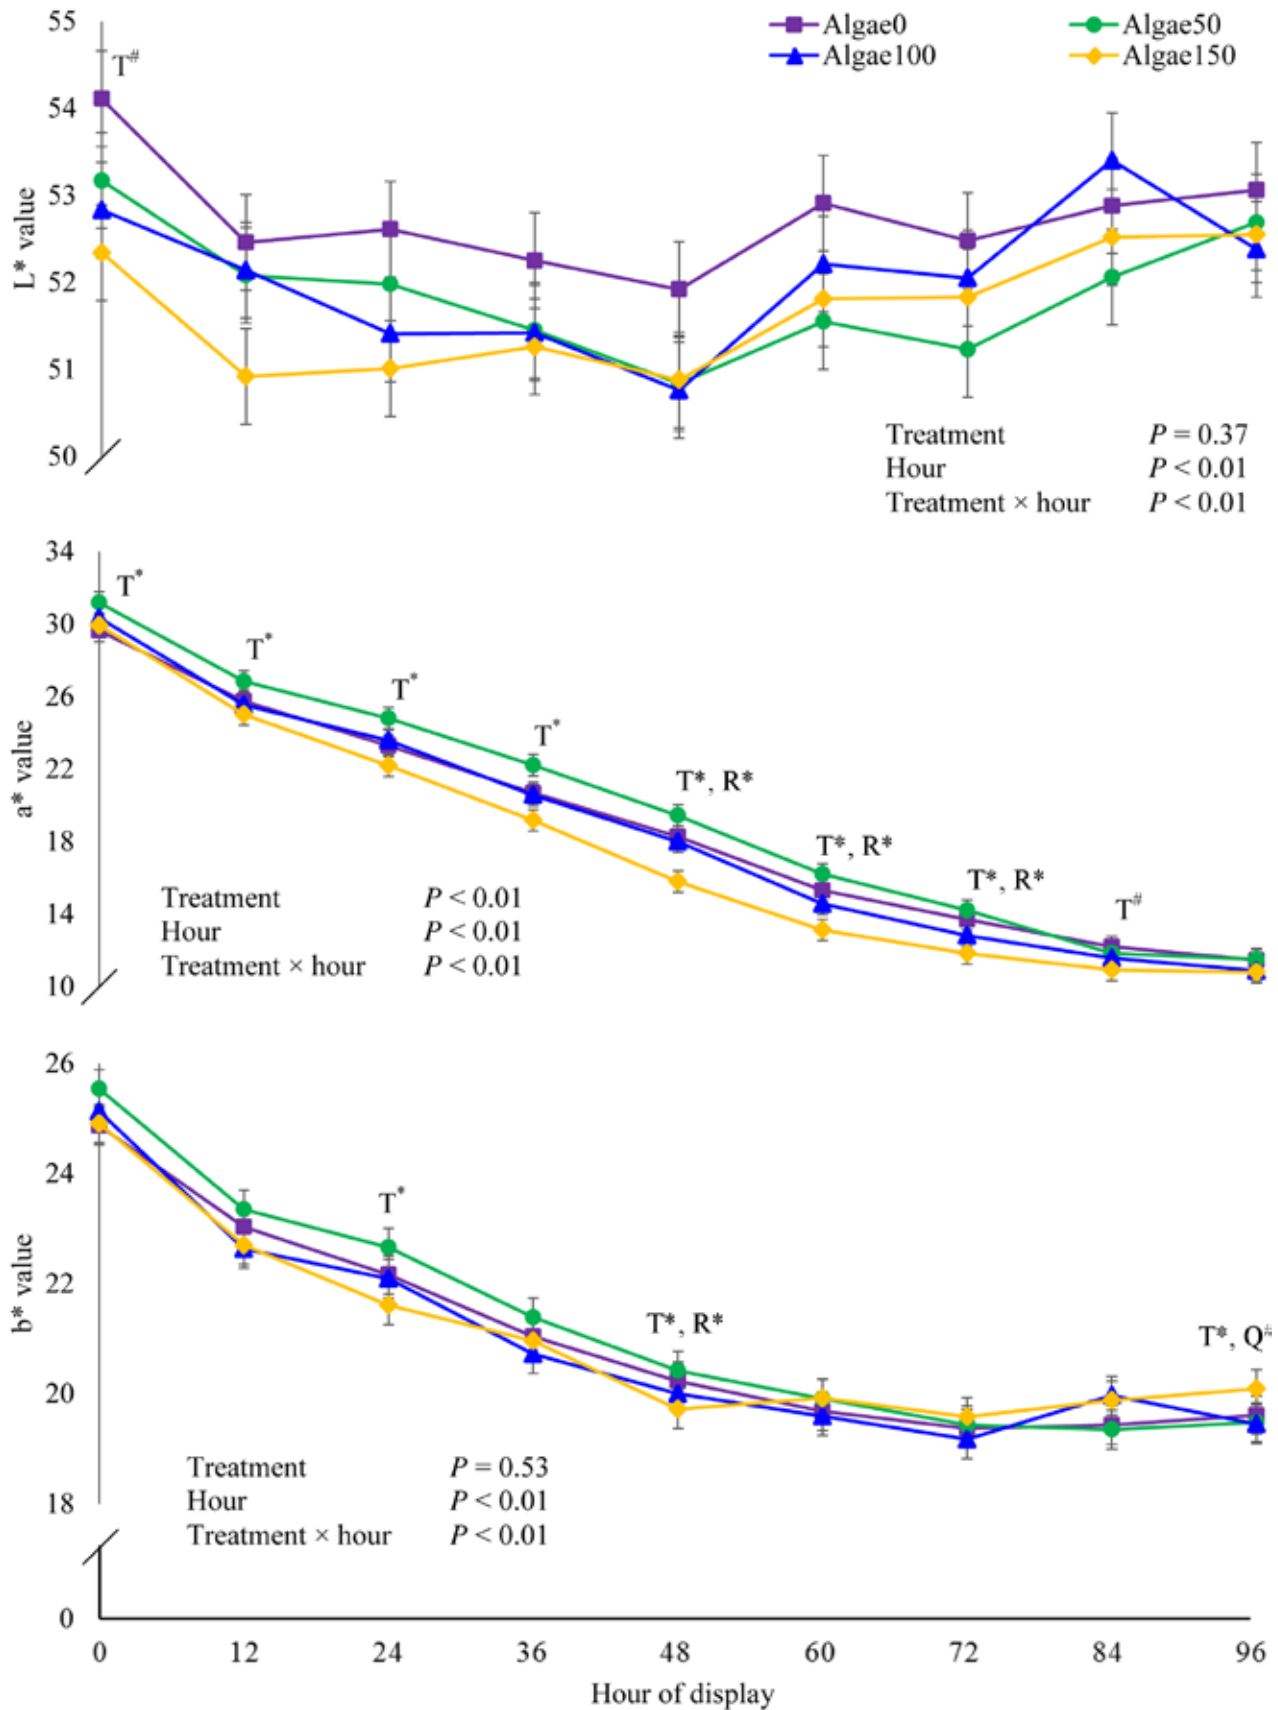 55
Algae0 Algae50
Algae100 Algae150
T#
54
53
52
51
50
L* value
Treatment P = 0.37
Hour P < 0.01
Treatment × hour P < 0.01
34
30
26
22
18
14
10
a* value
T*
T*
T*
T*
T*, R*
T*, R*
T*, R*
T#
Treatment P < 0.01
Hour P < 0.01
Treatment × hour P < 0.01
26
24
22
20
18
0
b* value
T*
T*, R*
T*, Q#
Treatment P = 0.53
Hour P < 0.01
Treatment × hour P < 0.01
0 12 24 36 48 60 72 84 96
Hour of display